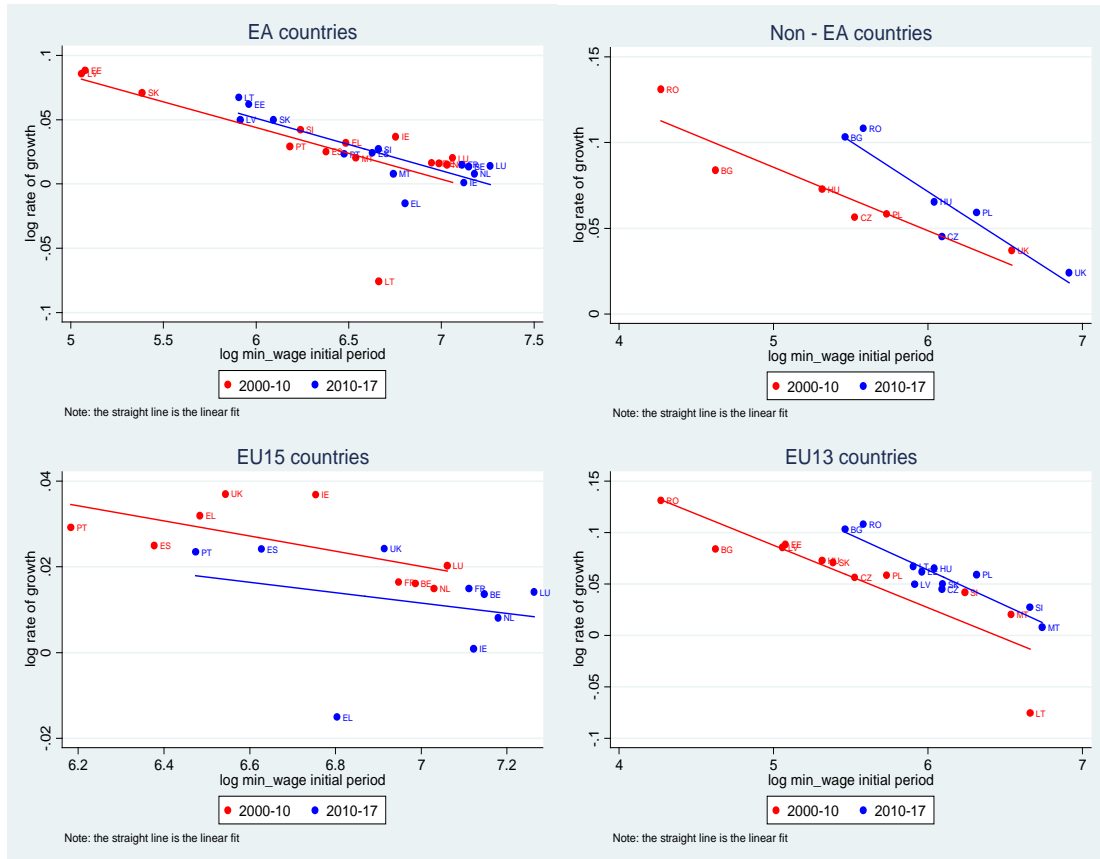 EA countries
log rate of growth
.1
.05
0
-.05
-.1
EE
LV
SK
SI
PT
ES
EL
MT
IE
LU
LT
LT
EE
LV
SK
SI
PT
ES
MT
EL
BE
LU
NL
IE
5 5.5 6 6.5 7 7.5
log min_wage initial period
2000-10 2010-17
Note: the straight line is the linear fit
Non - EA countries
log rate of growth
.15
.1
.05
0
RO
BG
HU
CZ
PL
UK
BG
RO
HU
CZ
PL
UK
4 5 6 7
log min_wage initial period
2000-10 2010-17
Note: the straight line is the linear fit
EU15 countries
log rate of growth
.04
.02
0
-.02
PT
ES
EL
UK
IE
FR
BE
NL
LU
PT
ES
UK
FR
BE
LU
NL
IE
EL
6.2 6.4 6.6 6.8 7 7.2
log min_wage initial period
2000-10 2010-17
Note: the straight line is the linear fit
EU13 countries
log rate of growth
.15
.1
.05
0
-.05
-.1
RO
BG
EE
LV
HU
SK
CZ
PL
SI
MT
LT
BG
RO
LT
EE
HU
LV
SK
CZ
PL
SI
MT
4 5 6 7
log min_wage initial period
2000-10 2010-17
Note: the straight line is the linear fit